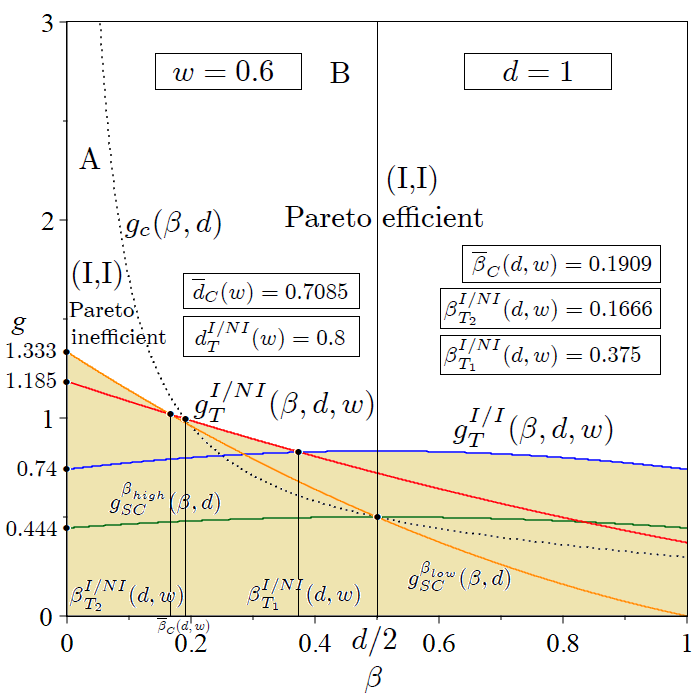 3
w = 0.6
B
d = 1
A
(I,I)
2
Pareto efficient
g_c(β, d)
(I,I)
\overline{β}_C(d, w) = 0.1909
\overline{d}_C(w) = 0.7085
β_{T_2}^{I/NI}(d, w) = 0.1666
Pareto
inefficient
g
d_T^{I/NI}(w) = 0.8
β_{T_1}^{I/NI}(d, w) = 0.375
1.333
1.185
g_T^{I/NI}(β, d, w)
1
g_T^{I/I}(β, d, w)
0.74
g_{SC}^{β_{high}}(β, d)
0.444
g_{SC}^{β_{low}}(β, d)
β_{T_2}^{I/NI}(d, w)
β_{T_1}^{I/NI}(d, w)
0
\overline{β}_C(d, w)
0 0.2 0.4 d/2 0.6 0.8 1
β